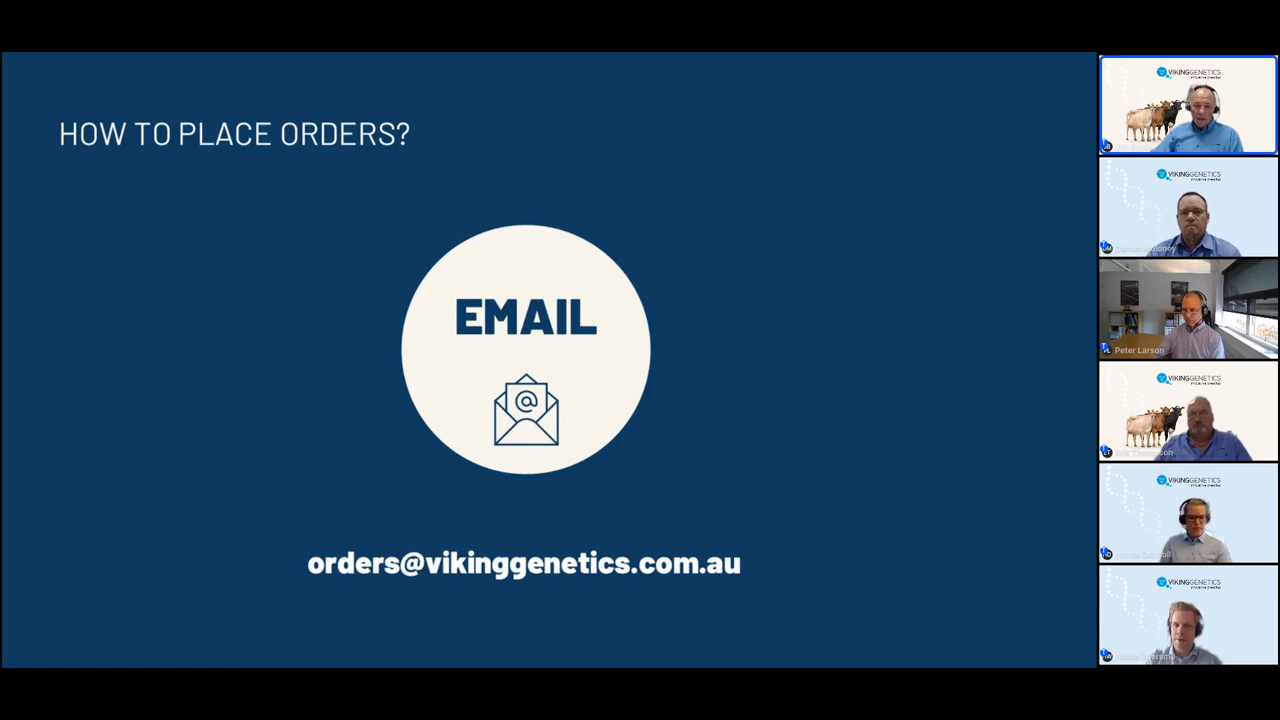 HOW TO PLACE ORDERS?
EMAIL
@
orders@vikinggenetics.com.au
VIKINGGENETICS
VIKINGGENETICS
Peter Larson
VIKINGGENETICS
VIKINGGENETICS
VIKINGGENETICS